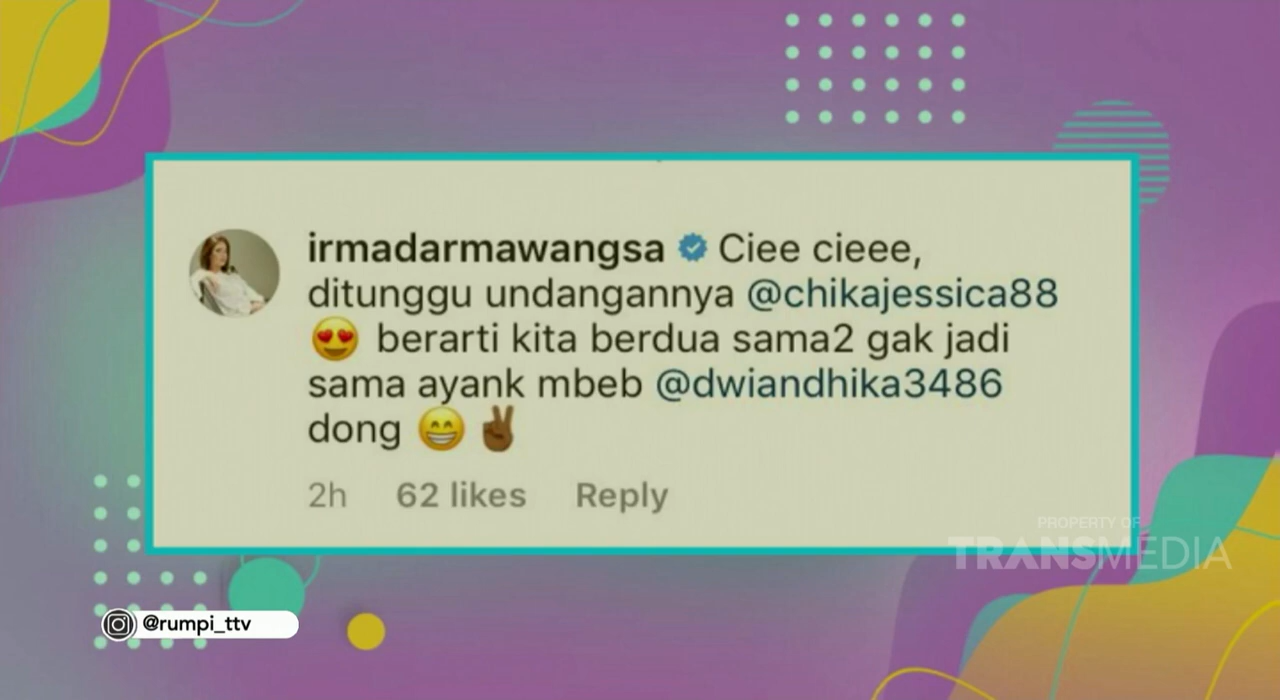 irmadarmawangsa Ciee cieee,
ditunggu undangannya @chikajessica88
😍 berarti kita berdua sama2 gak jadi
sama ayank mbeb @dwiandhika3486
dong 😁✌🏾
2h 62 likes Reply
PROPERTY OF
TRANSMEDIA
@rumpi_ttv